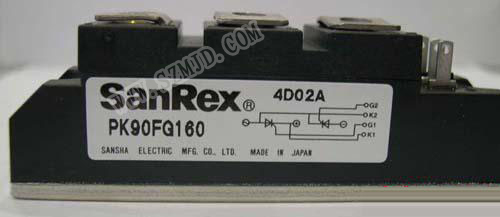 SanRex® 4D02A
PK90FG160
G2
K2
G1
K1
SANSHA ELECTRIC MFG. CO., LTD. MADE IN JAPAN